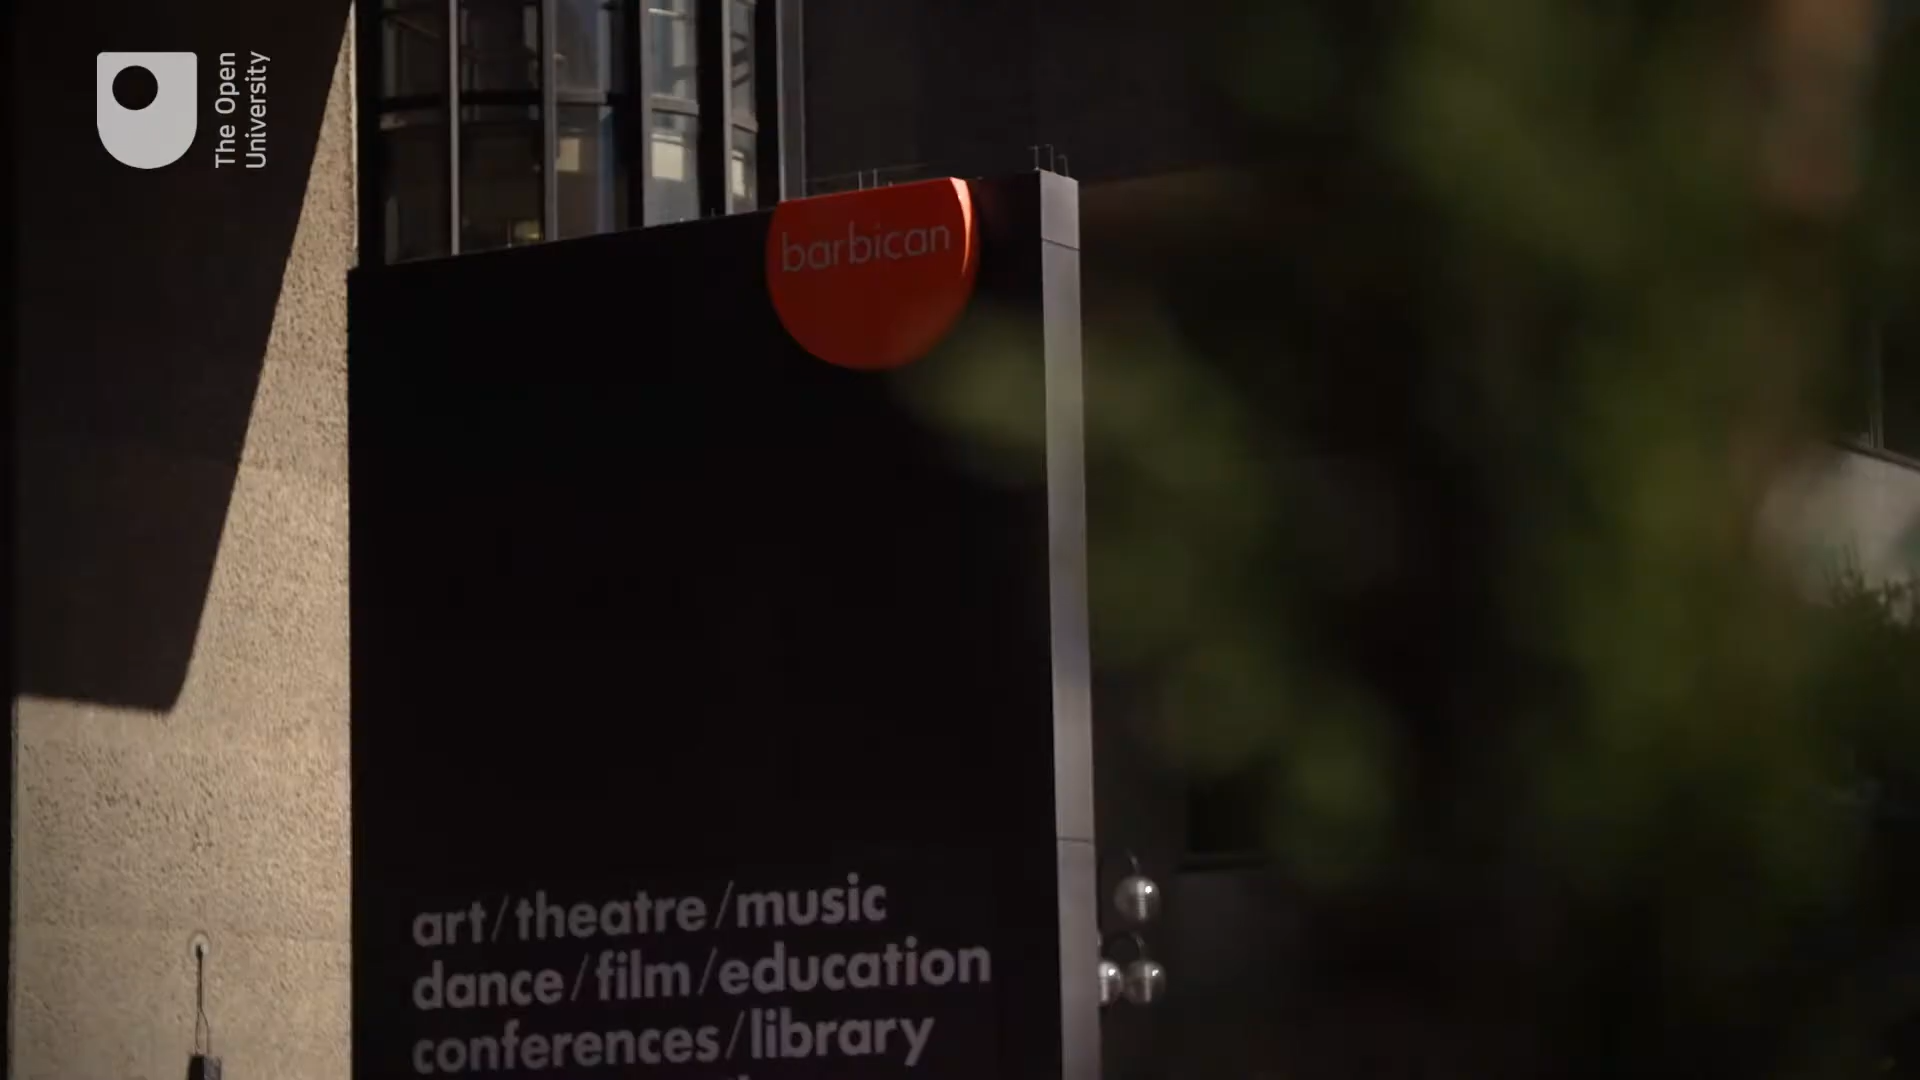 The Open
University
barbican
art/theatre/music
dance/film/education
conferences/library